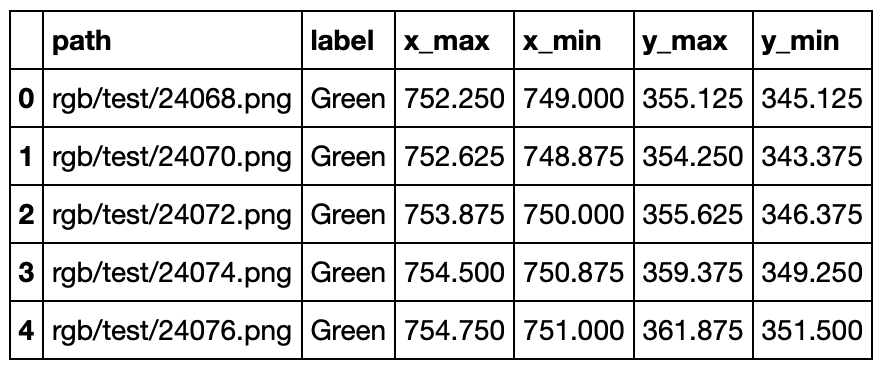 path label x_max x_min y_max y_min
0 rgb/test/24068.png Green 752.250 749.000 355.125 345.125
1 rgb/test/24070.png Green 752.625 748.875 354.250 343.375
2 rgb/test/24072.png Green 753.875 750.000 355.625 346.375
3 rgb/test/24074.png Green 754.500 750.875 359.375 349.250
4 rgb/test/24076.png Green 754.750 751.000 361.875 351.500